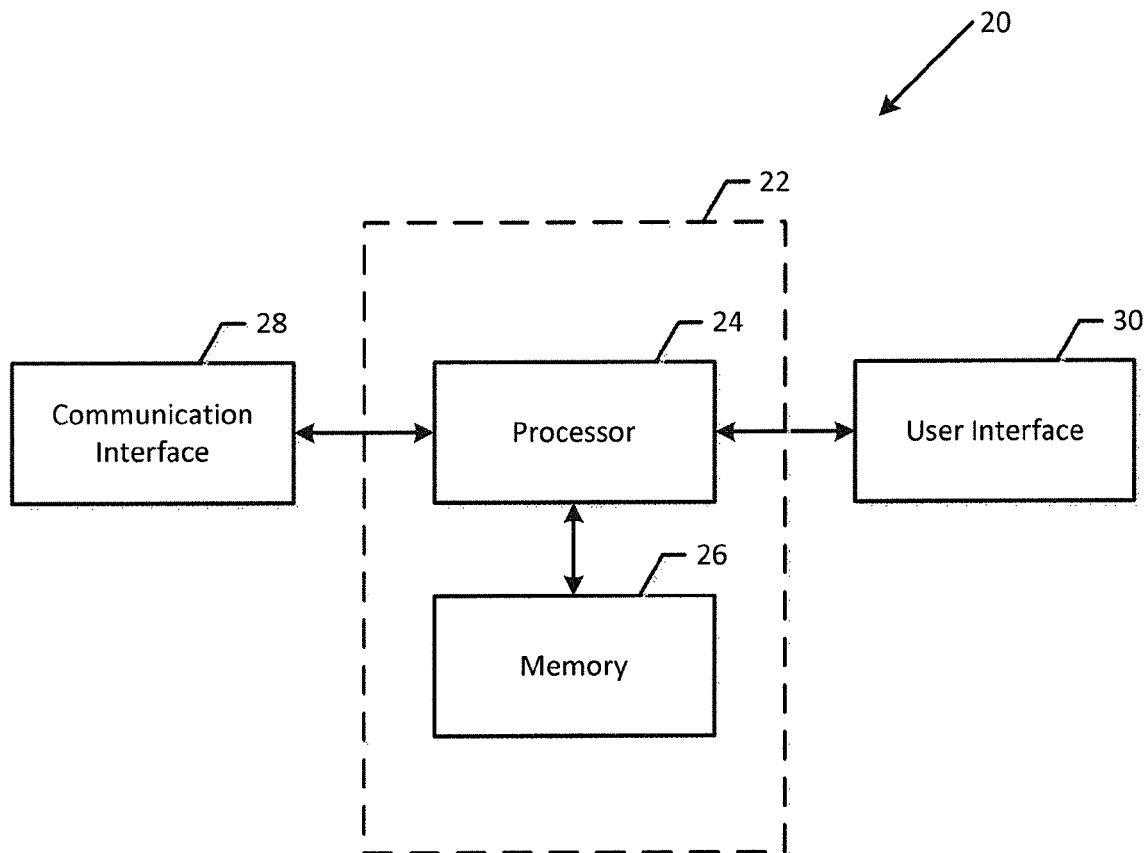 20
22
28
24
30
Communication
Interface
Processor
User Interface
26
Memory